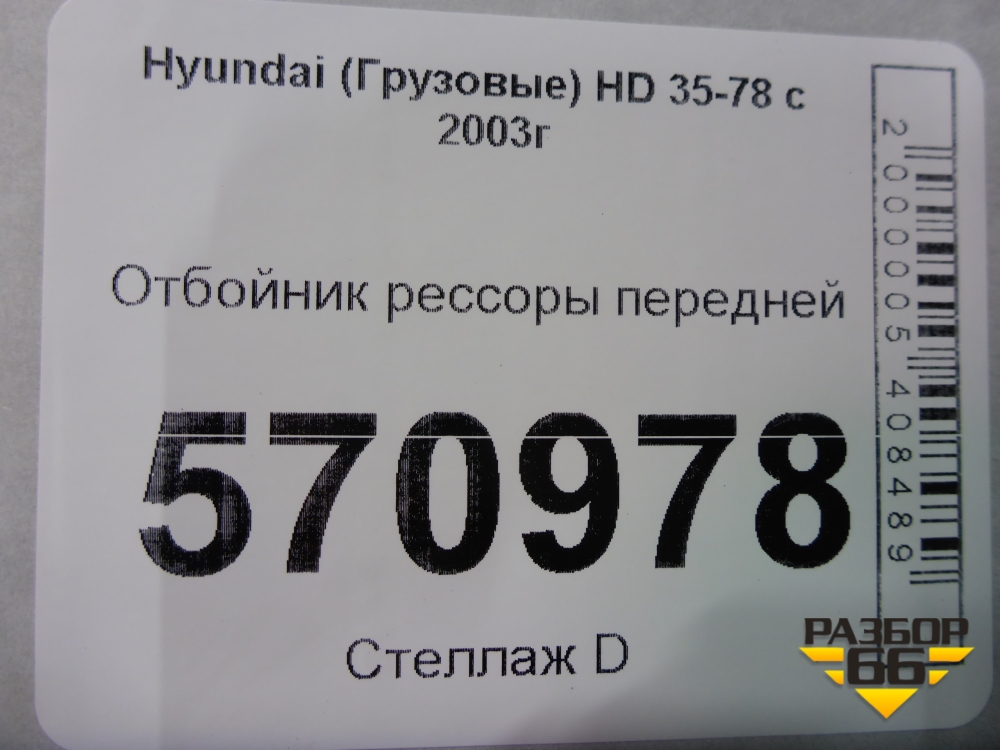 Hyundai (Грузовые) HD 35-78 с
2003г
Отбойник рессоры передней
570978
Стеллаж D
2000005408489
РАЗБОР
66